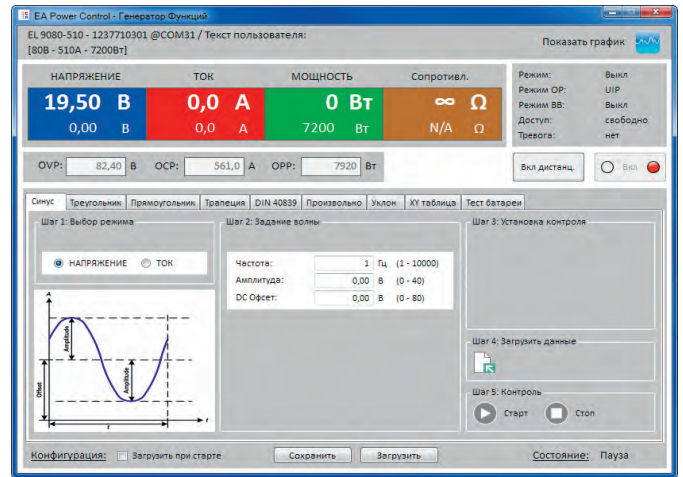 EA Power Control - Генератор Функций
EL 9080-510 - 1237710301 @COM31 / Текст пользователя:
[80В - 510A - 7200Вт]
Показать график
НАПРЯЖЕНИЕ ТОК МОЩНОСТЬ Сопротивл.
19,50 В 0,0 А 0 Вт ∞ Ω
0,00 В 0,0 А 7200 Вт N/A Ω
Режим: Выкл
Режим ОР: UIP
Режим ВВ: Выкл
Доступ: свободно
Тревога: нет
OVP: 82,40 В OCP: 561,0 А OPP: 7920 Вт
Вкл дистанц. Вкл
Синус Треугольник Прямоугольник Трапеция DIN 40839 Произвольно Уклон XY таблица Тест батареи
Шаг 1: Выбор режима
НАПРЯЖЕНИЕ ТОК
A
Amplitude
Amplitude
Offset
t
f
Шаг 2: Задание волны
Частота: 1 Гц (1 - 10000)
Амплитуда: 0,00 В (0 - 40)
DC Офсет: 0,00 В (0 - 80)
Шаг 3: Установка контроля
Шаг 4: Загрузить данные
Шаг 5: Контроль
Старт Стоп
Конфигурация: Загрузить при старте Сохранить Загрузить Состояние: Пауза